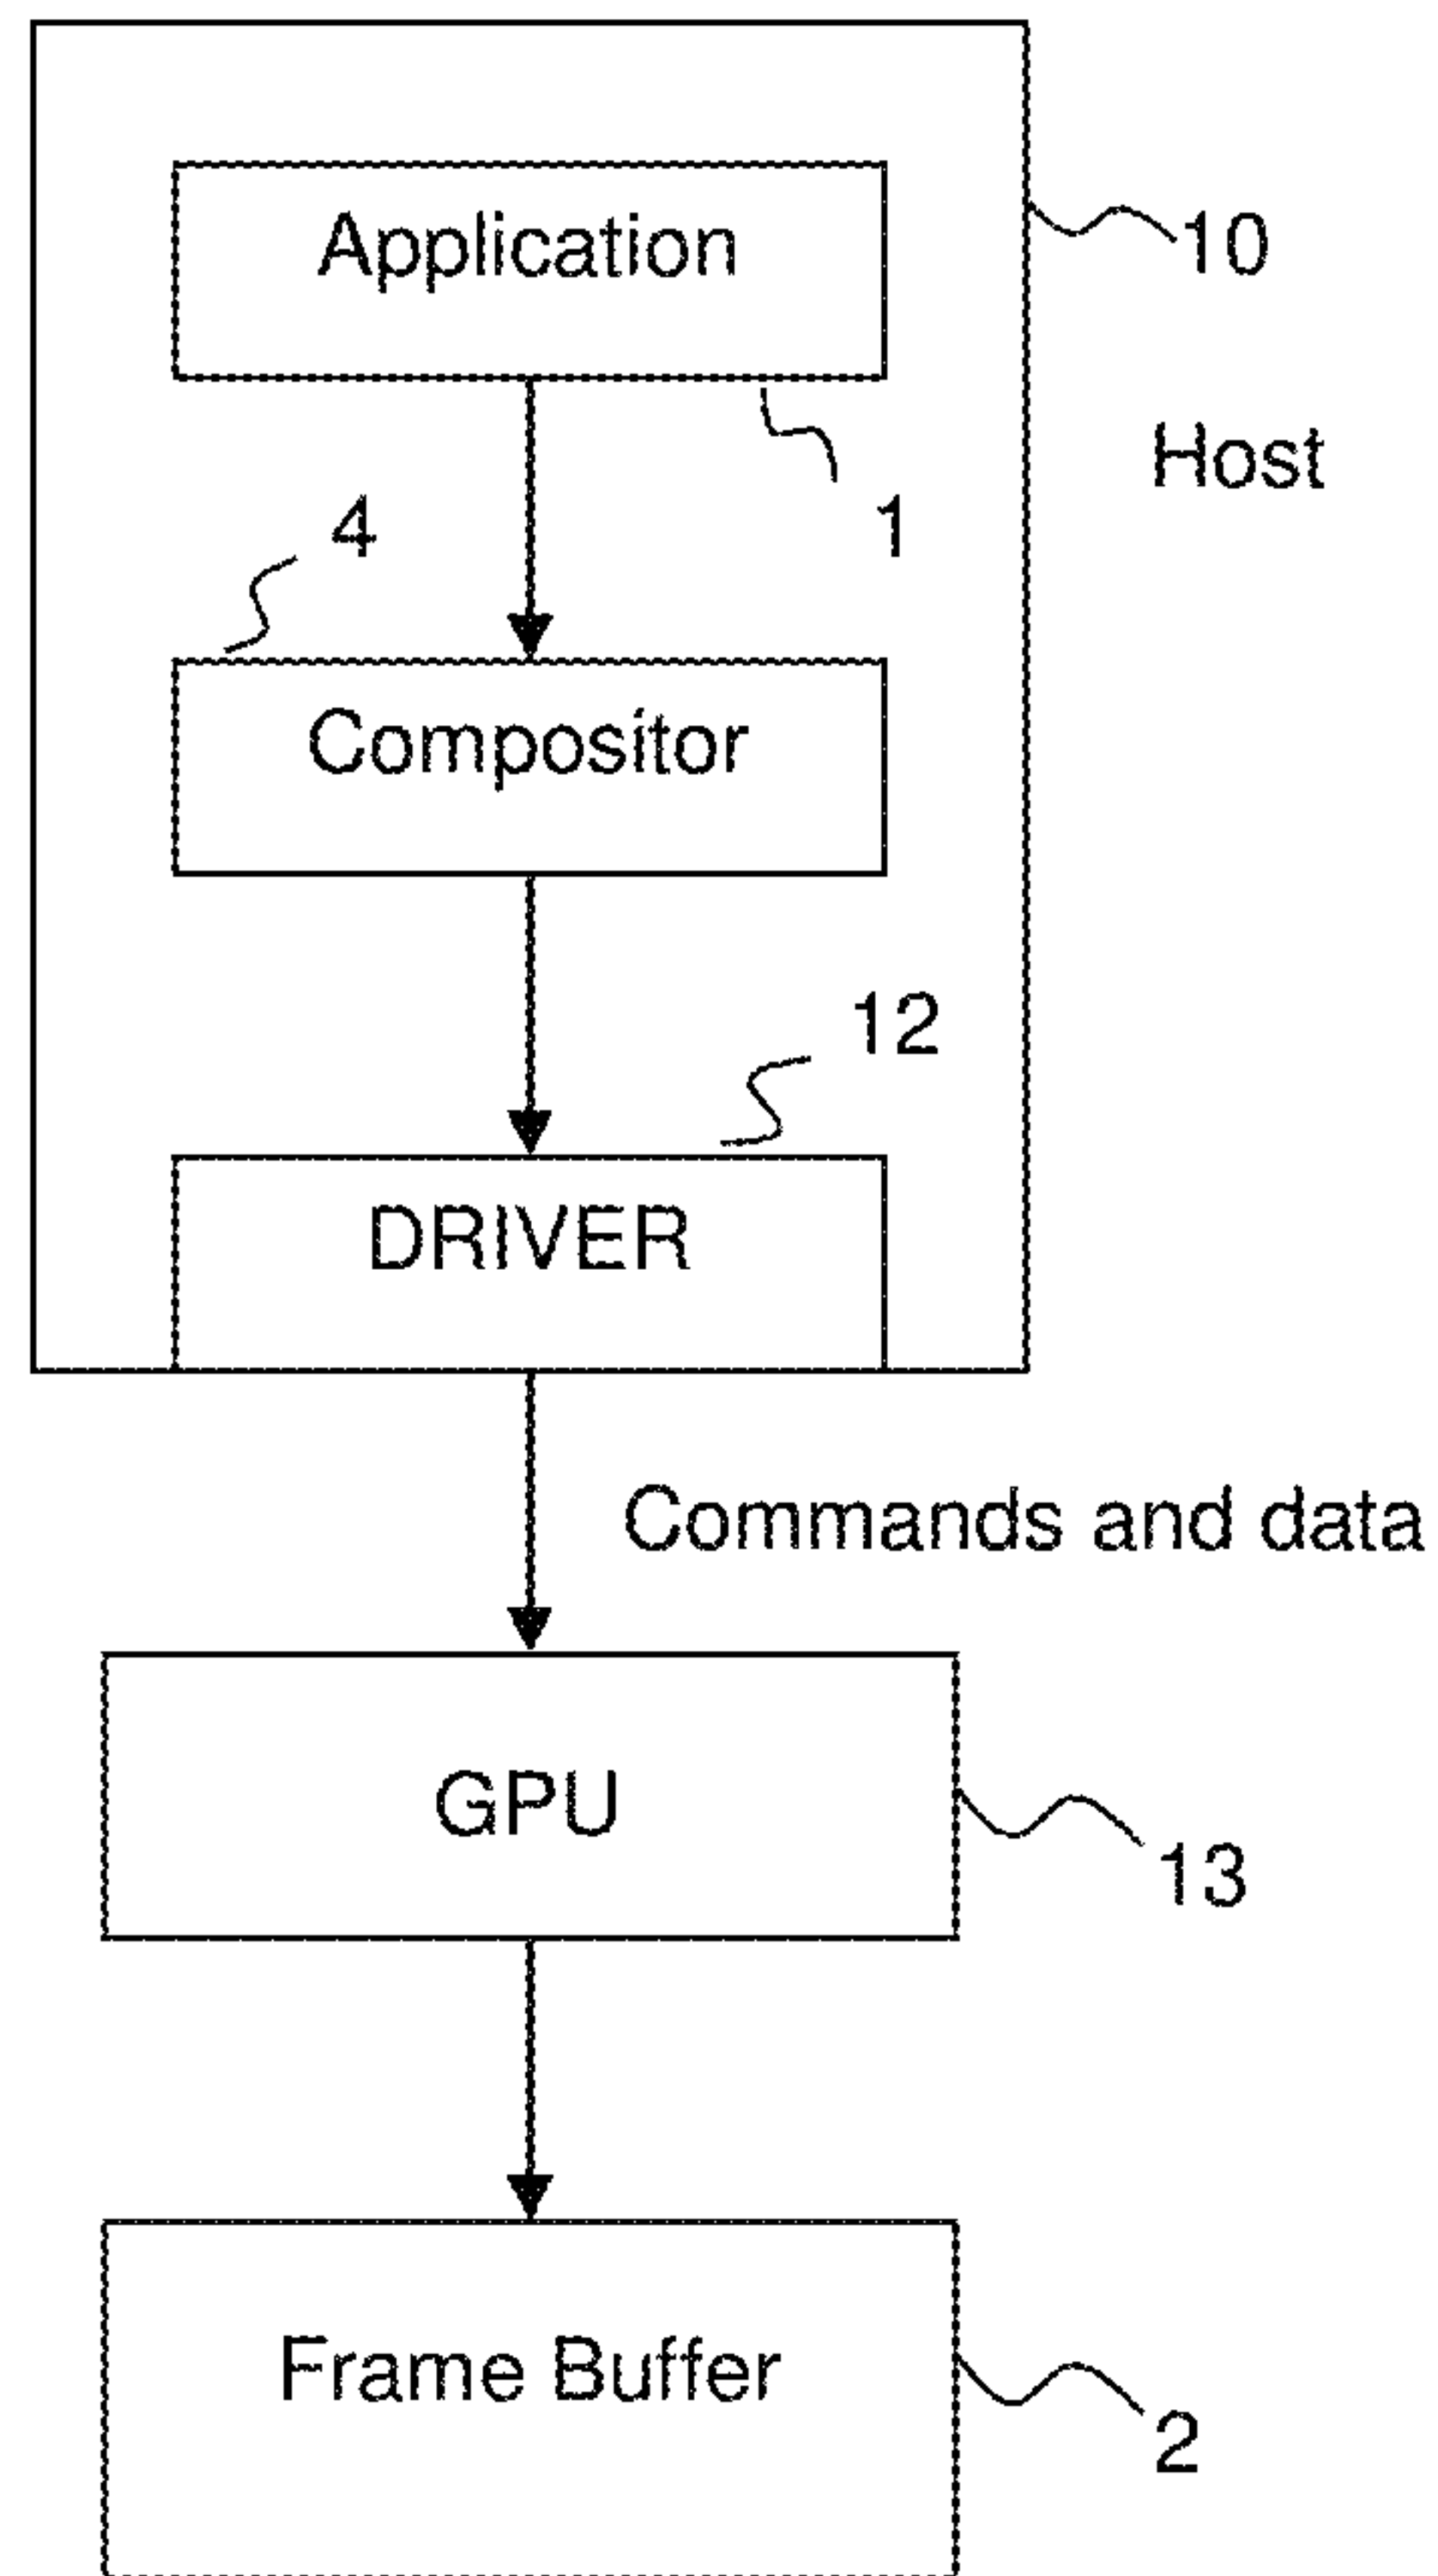 Application
10
Host
1
4
Compositor
12
DRIVER
Commands and data
GPU
13
Frame Buffer
2